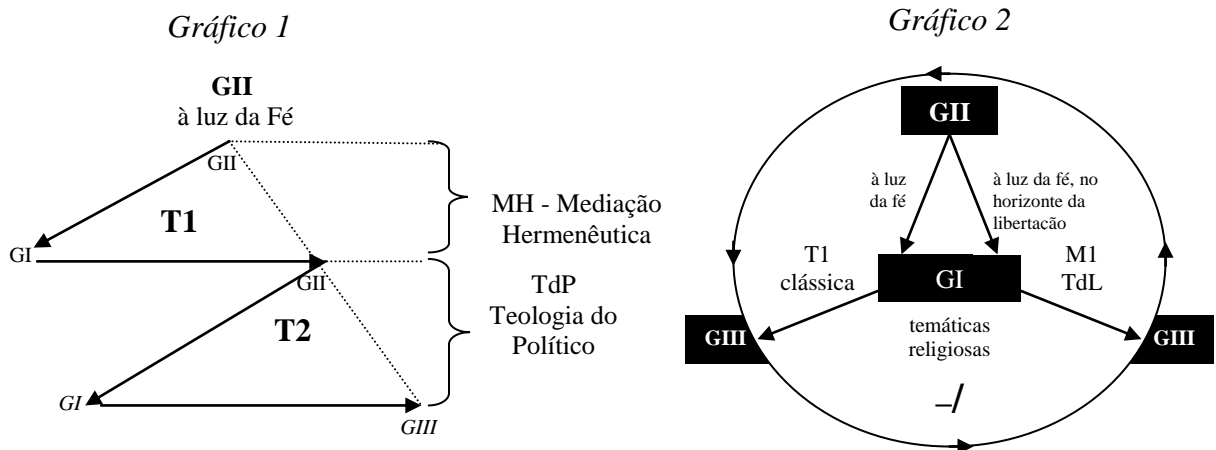 Gráfico 1
GII
à luz da Fé
GII
T1
GI
GII
T2
GI
GIII
MH - Mediação
Hermenêutica
TdP
Teologia do
Político
Gráfico 2
GII
à luz
da fé
à luz da fé, no
horizonte da
libertacão
T1
clássica
GI
M1
TdL
GIII
temáticas
religiosas
GIII
–/